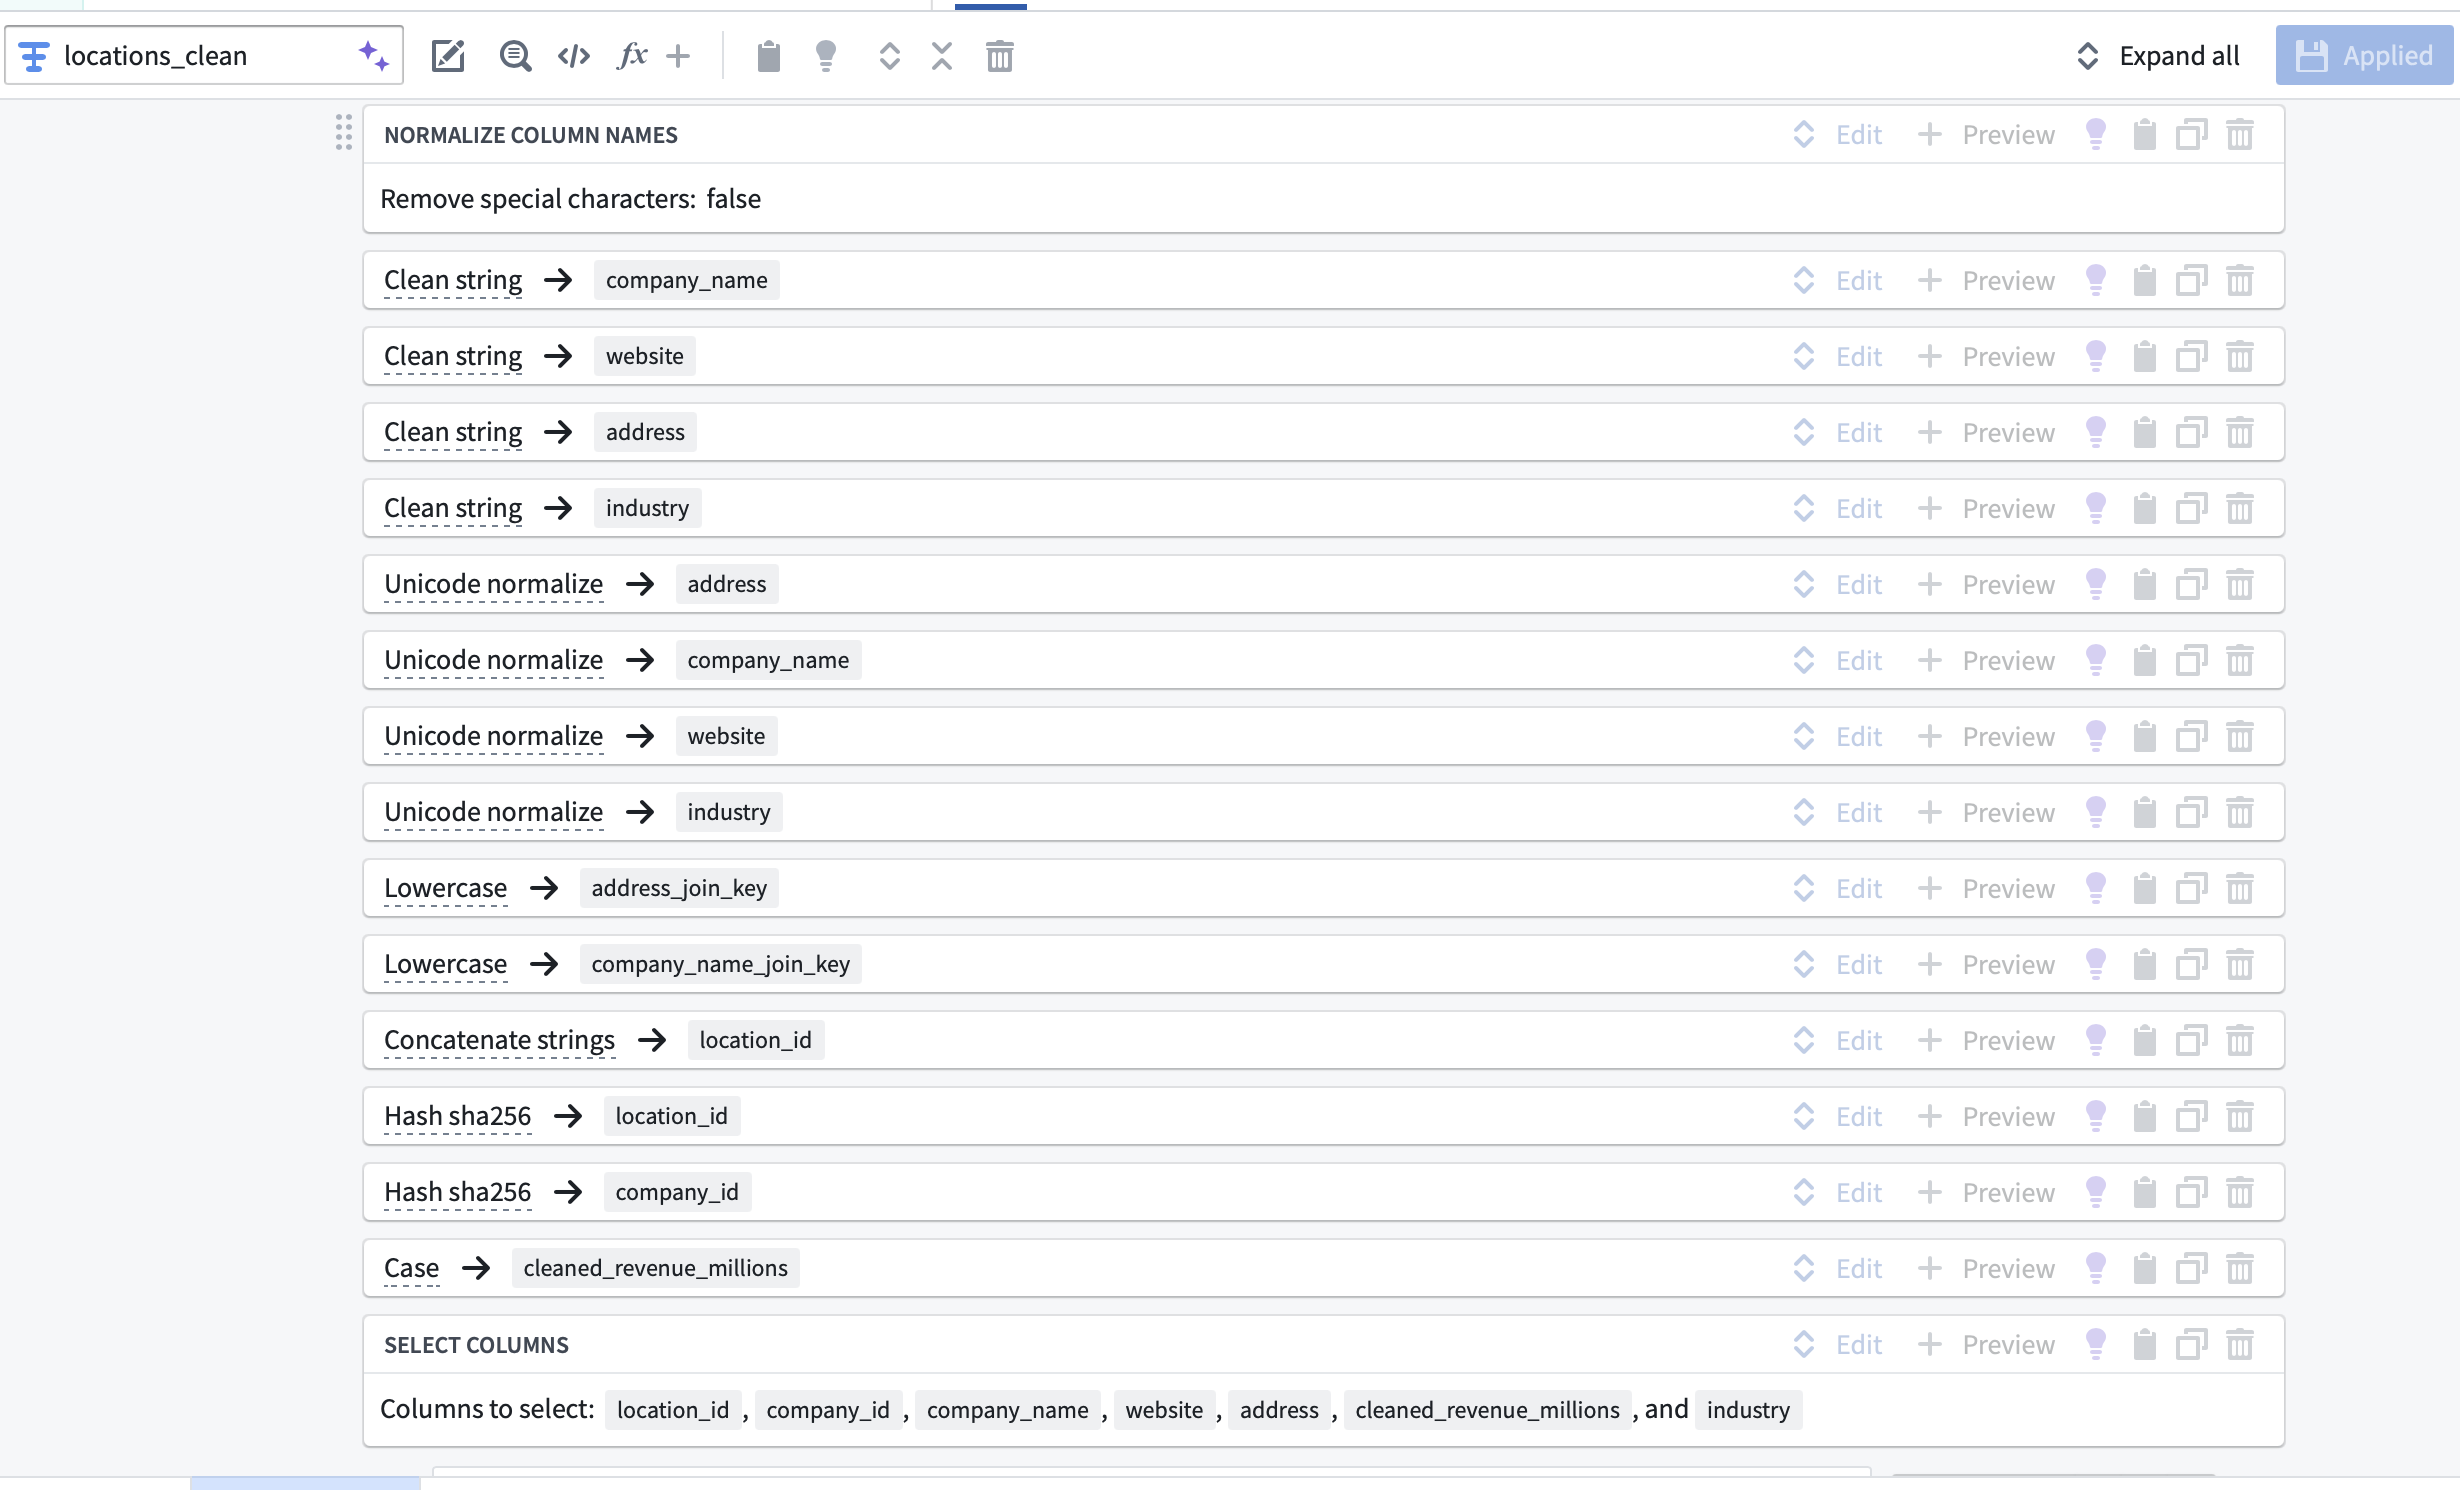 locations_clean </> fx Expand all Applied
NORMALIZE COLUMN NAMES Edit Preview
Remove special characters: false
Clean string → company_name Edit Preview
Clean string → website Edit Preview
Clean string → address Edit Preview
Clean string → industry Edit Preview
Unicode normalize → address Edit Preview
Unicode normalize → company_name Edit Preview
Unicode normalize → website Edit Preview
Unicode normalize → industry Edit Preview
Lowercase → address_join_key Edit Preview
Lowercase → company_name_join_key Edit Preview
Concatenate strings → location_id Edit Preview
Hash sha256 → location_id Edit Preview
Hash sha256 → company_id Edit Preview
Case → cleaned_revenue_millions Edit Preview
SELECT COLUMNS Edit Preview
Columns to select: location_id , company_id , company_name , website , address , cleaned_revenue_millions , and industry